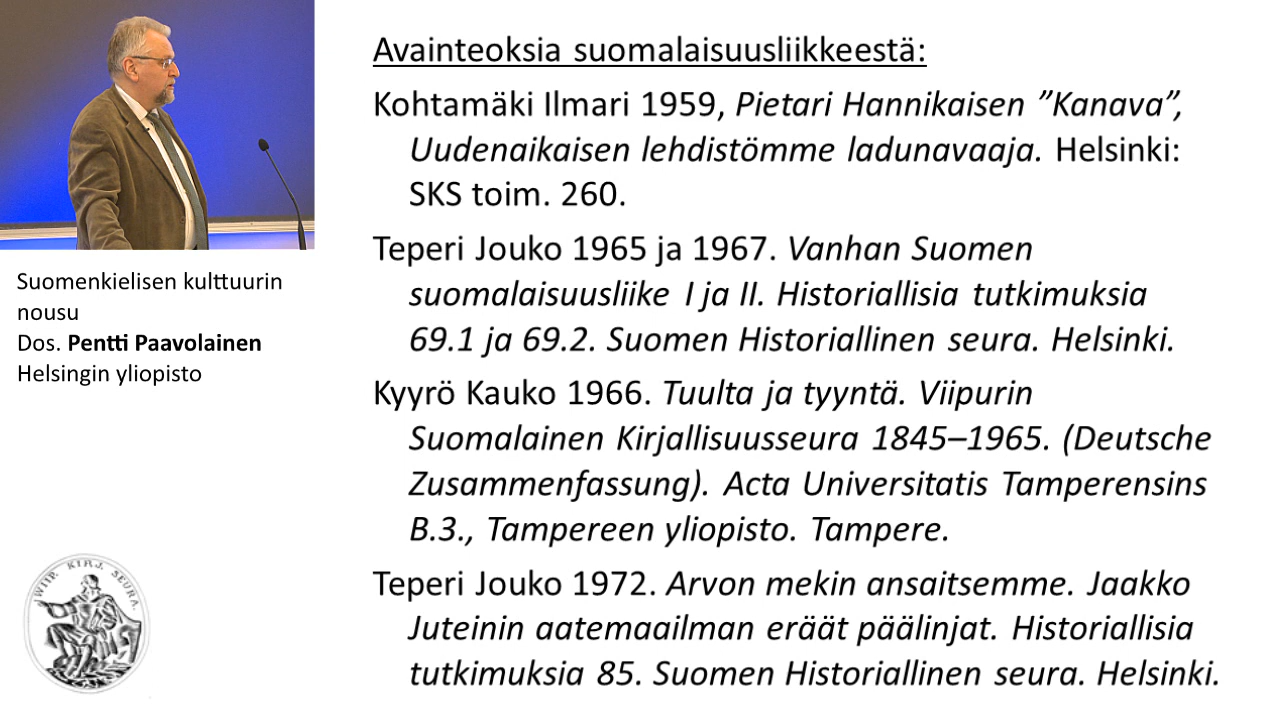 Avainteoksia suomalaisuusliikkeestä:
Kohtamäki Ilmari 1959, Pietari Hannikaisen ”Kanava”,
Uudenaikaisen lehdistömme ladunavaaja. Helsinki:
SKS toim. 260.
Teperi Jouko 1965 ja 1967. Vanhan Suomen
suomalaisuusliike I ja II. Historiallisia tutkimuksia
69.1 ja 69.2. Suomen Historiallinen seura. Helsinki.
Kyyrö Kauko 1966. Tuulta ja tyyntä. Viipurin
Suomalainen Kirjallisuusseura 1845–1965. (Deutsche
Zusammenfassung). Acta Universitatis Tamperensins
B.3., Tampereen yliopisto. Tampere.
Teperi Jouko 1972. Arvon mekin ansaitsemme. Jaakko
Juteinin aatemaailman eräät päälinjat. Historiallisia
tutkimuksia 85. Suomen Historiallinen seura. Helsinki.
Suomenkielisen kulttuurin
nousu
Dos. Pentti Paavolainen
Helsingin yliopisto
WIIP. KIRJ. SEURA.